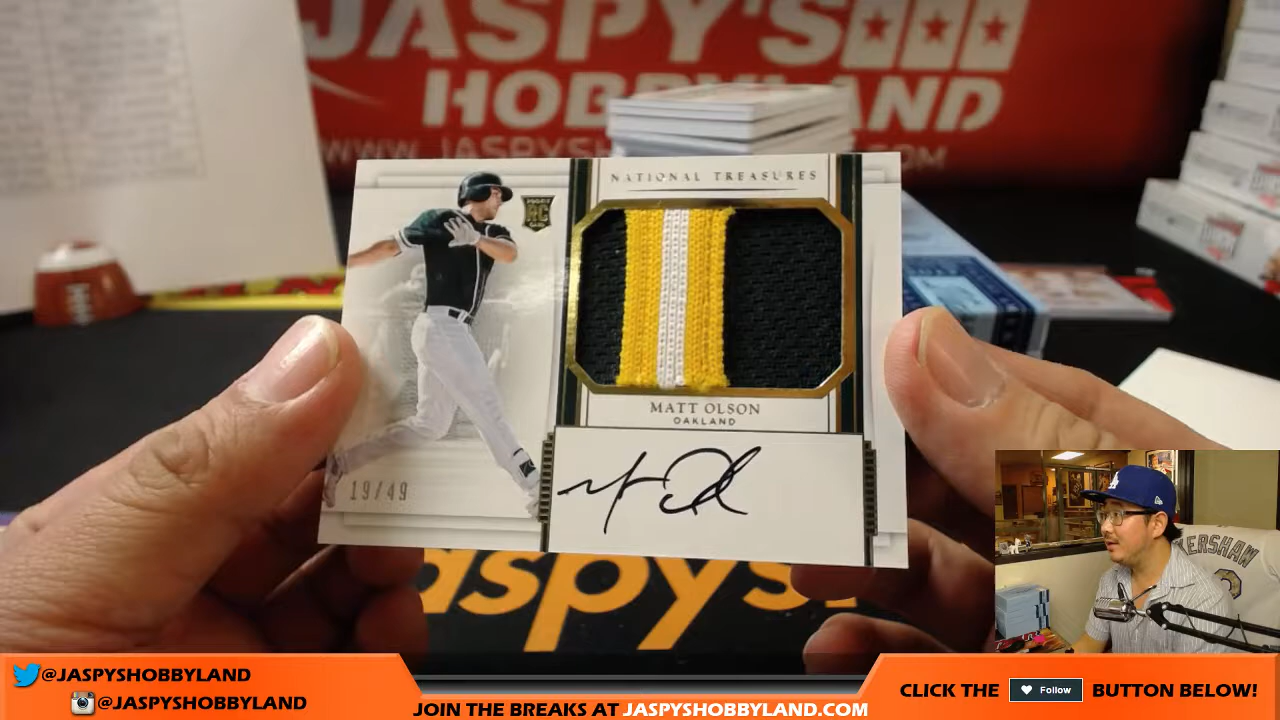 JASPY'S
HOBBYLAND
NATIONAL TREASURES
RC
MATT OLSON
OAKLAND
19/49
KERSHAW
jaspys
@JASPYSHOBBYLAND
@JASPYSHOBBYLAND
JOIN THE BREAKS AT JASPYSHOBBYLAND.COM
CLICK THE Follow BUTTON BELOW!